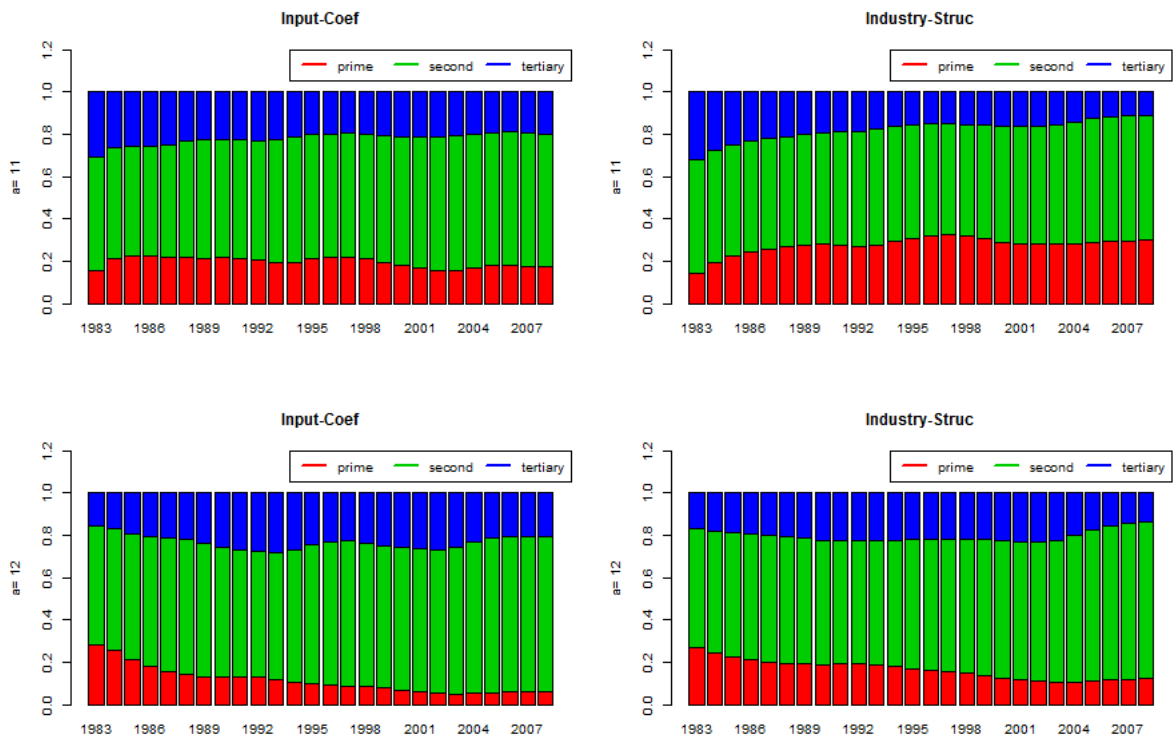 Input-Coef
prime second tertiary
a= 11
0.0 0.2 0.4 0.6 0.8 1.0 1.2
1983 1986 1989 1992 1995 1998 2001 2004 2007
Industry-Struc
prime second tertiary
a= 11
0.0 0.2 0.4 0.6 0.8 1.0 1.2
1983 1986 1989 1992 1995 1998 2001 2004 2007
Input-Coef
prime second tertiary
a= 12
0.0 0.2 0.4 0.6 0.8 1.0 1.2
1983 1986 1989 1992 1995 1998 2001 2004 2007
Industry-Struc
prime second tertiary
a= 12
0.0 0.2 0.4 0.6 0.8 1.0 1.2
1983 1986 1989 1992 1995 1998 2001 2004 2007